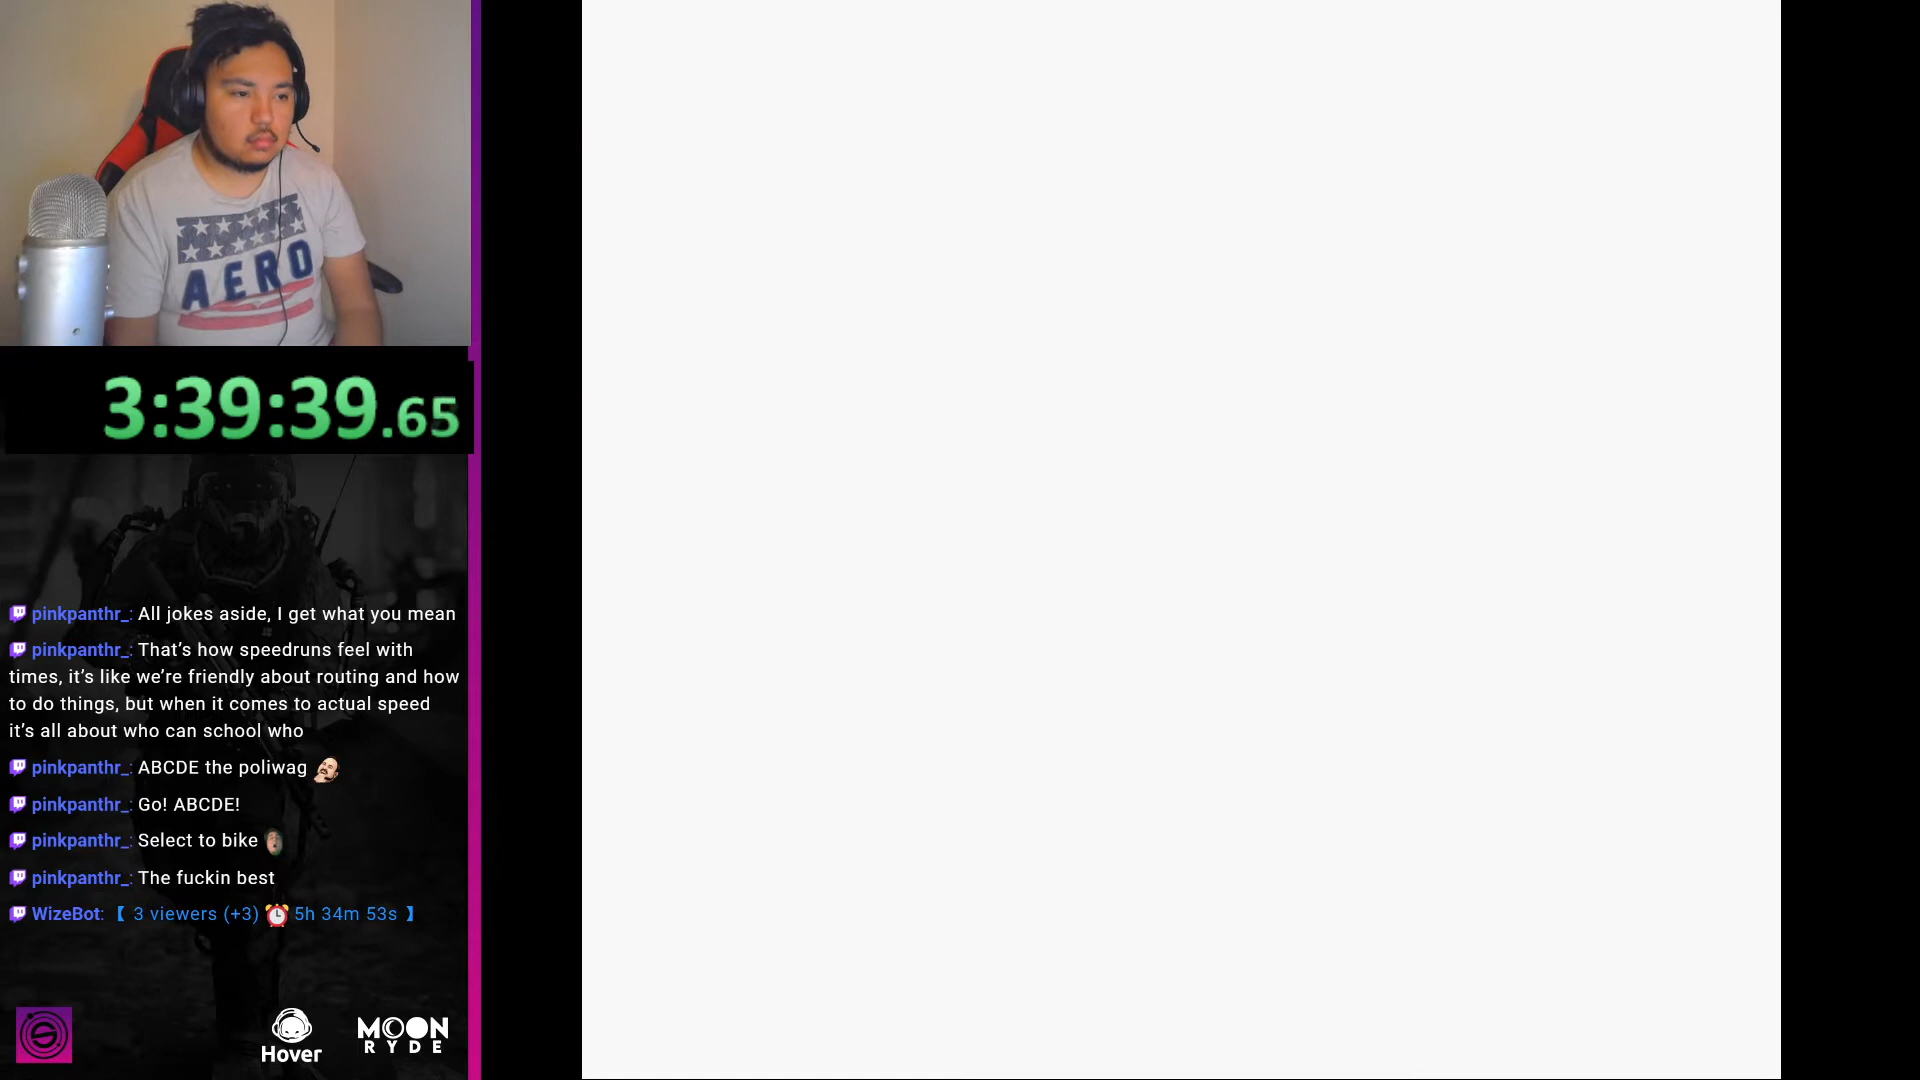 AERO
3:39:39.65
pinkpanthr_: All jokes aside, I get what you mean
pinkpanthr_: That’s how speedruns feel with
times, it’s like we’re friendly about routing and how
to do things, but when it comes to actual speed
it’s all about who can school who
pinkpanthr_: ABCDE the poliwag
pinkpanthr_: Go! ABCDE!
pinkpanthr_: Select to bike
pinkpanthr_: The fuckin best
WizeBot: 【 3 viewers (+3) ⏰ 5h 34m 53s 】
Hover
MOON
RYDE